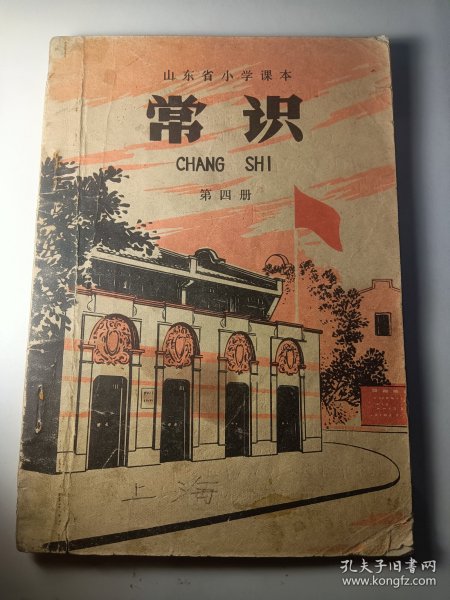 山东省小学课本
常识
CHANG SHI
第四册
上海
孔夫子旧书网
www.kongfz.com